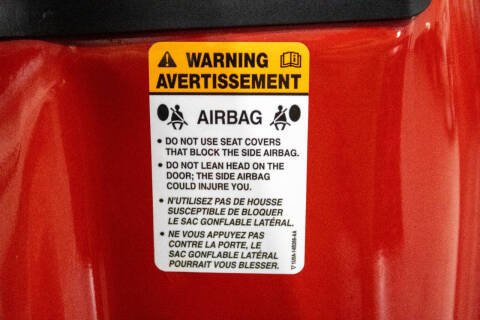 WARNING
AVERTISSEMENT
AIRBAG
• DO NOT USE SEAT COVERS
THAT BLOCK THE SIDE AIRBAG.
• DO NOT LEAN HEAD ON THE
DOOR; THE SIDE AIRBAG
COULD INJURE YOU.
• N'UTILISEZ PAS DE HOUSSE
SUSCEPTIBLE DE BLOQUER
LE SAC GONFLABLE LATÉRAL.
• NE VOUS APPUYEZ PAS
CONTRE LA PORTE, LE
SAC GONFLABLE LATÉRAL
POURRAIT VOUS BLESSER.